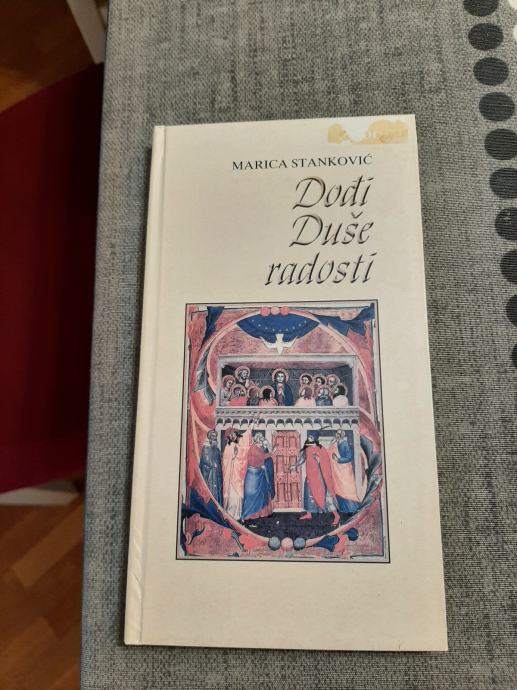 MARICA STANKOVIĆ
Dođi
Duše
radosti